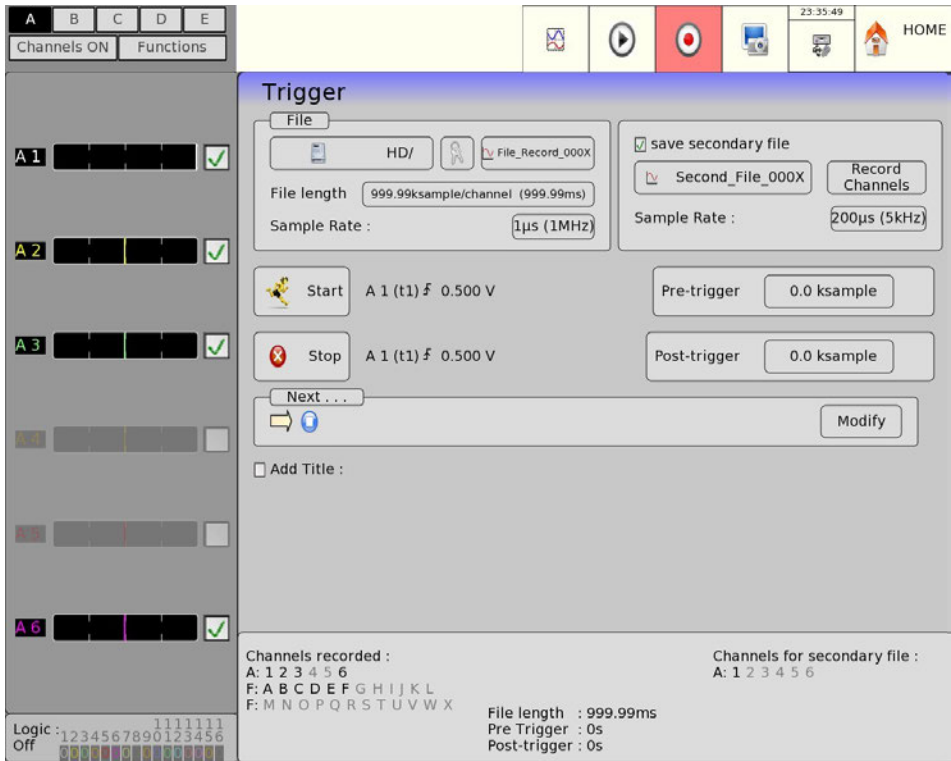 A B C D E
Channels ON Functions
23:35:49
HOME
Trigger
File
HD/ File_Record_000X
File length 999.99ksample/channel (999.99ms)
Sample Rate : 1µs (1MHz)
save secondary file
Second_File_000X Record Channels
Sample Rate : 200µs (5kHz)
Start A 1 (t1) 0.500 V
Pre-trigger 0.0 ksample
Stop A 1 (t1) 0.500 V
Post-trigger 0.0 ksample
Next . . .
Modify
Add Title :
A 1
A 2
A 3
A 4
A 5
A 6
Channels recorded :
A: 1 2 3 4 5 6
F: A B C D E F G H I J K L
F: M N O P Q R S T U V W X
Channels for secondary file :
A: 1 2 3 4 5 6
File length : 999.99ms
Pre Trigger : 0s
Post-trigger : 0s
Logic : 1111111
Off 1234567890123456